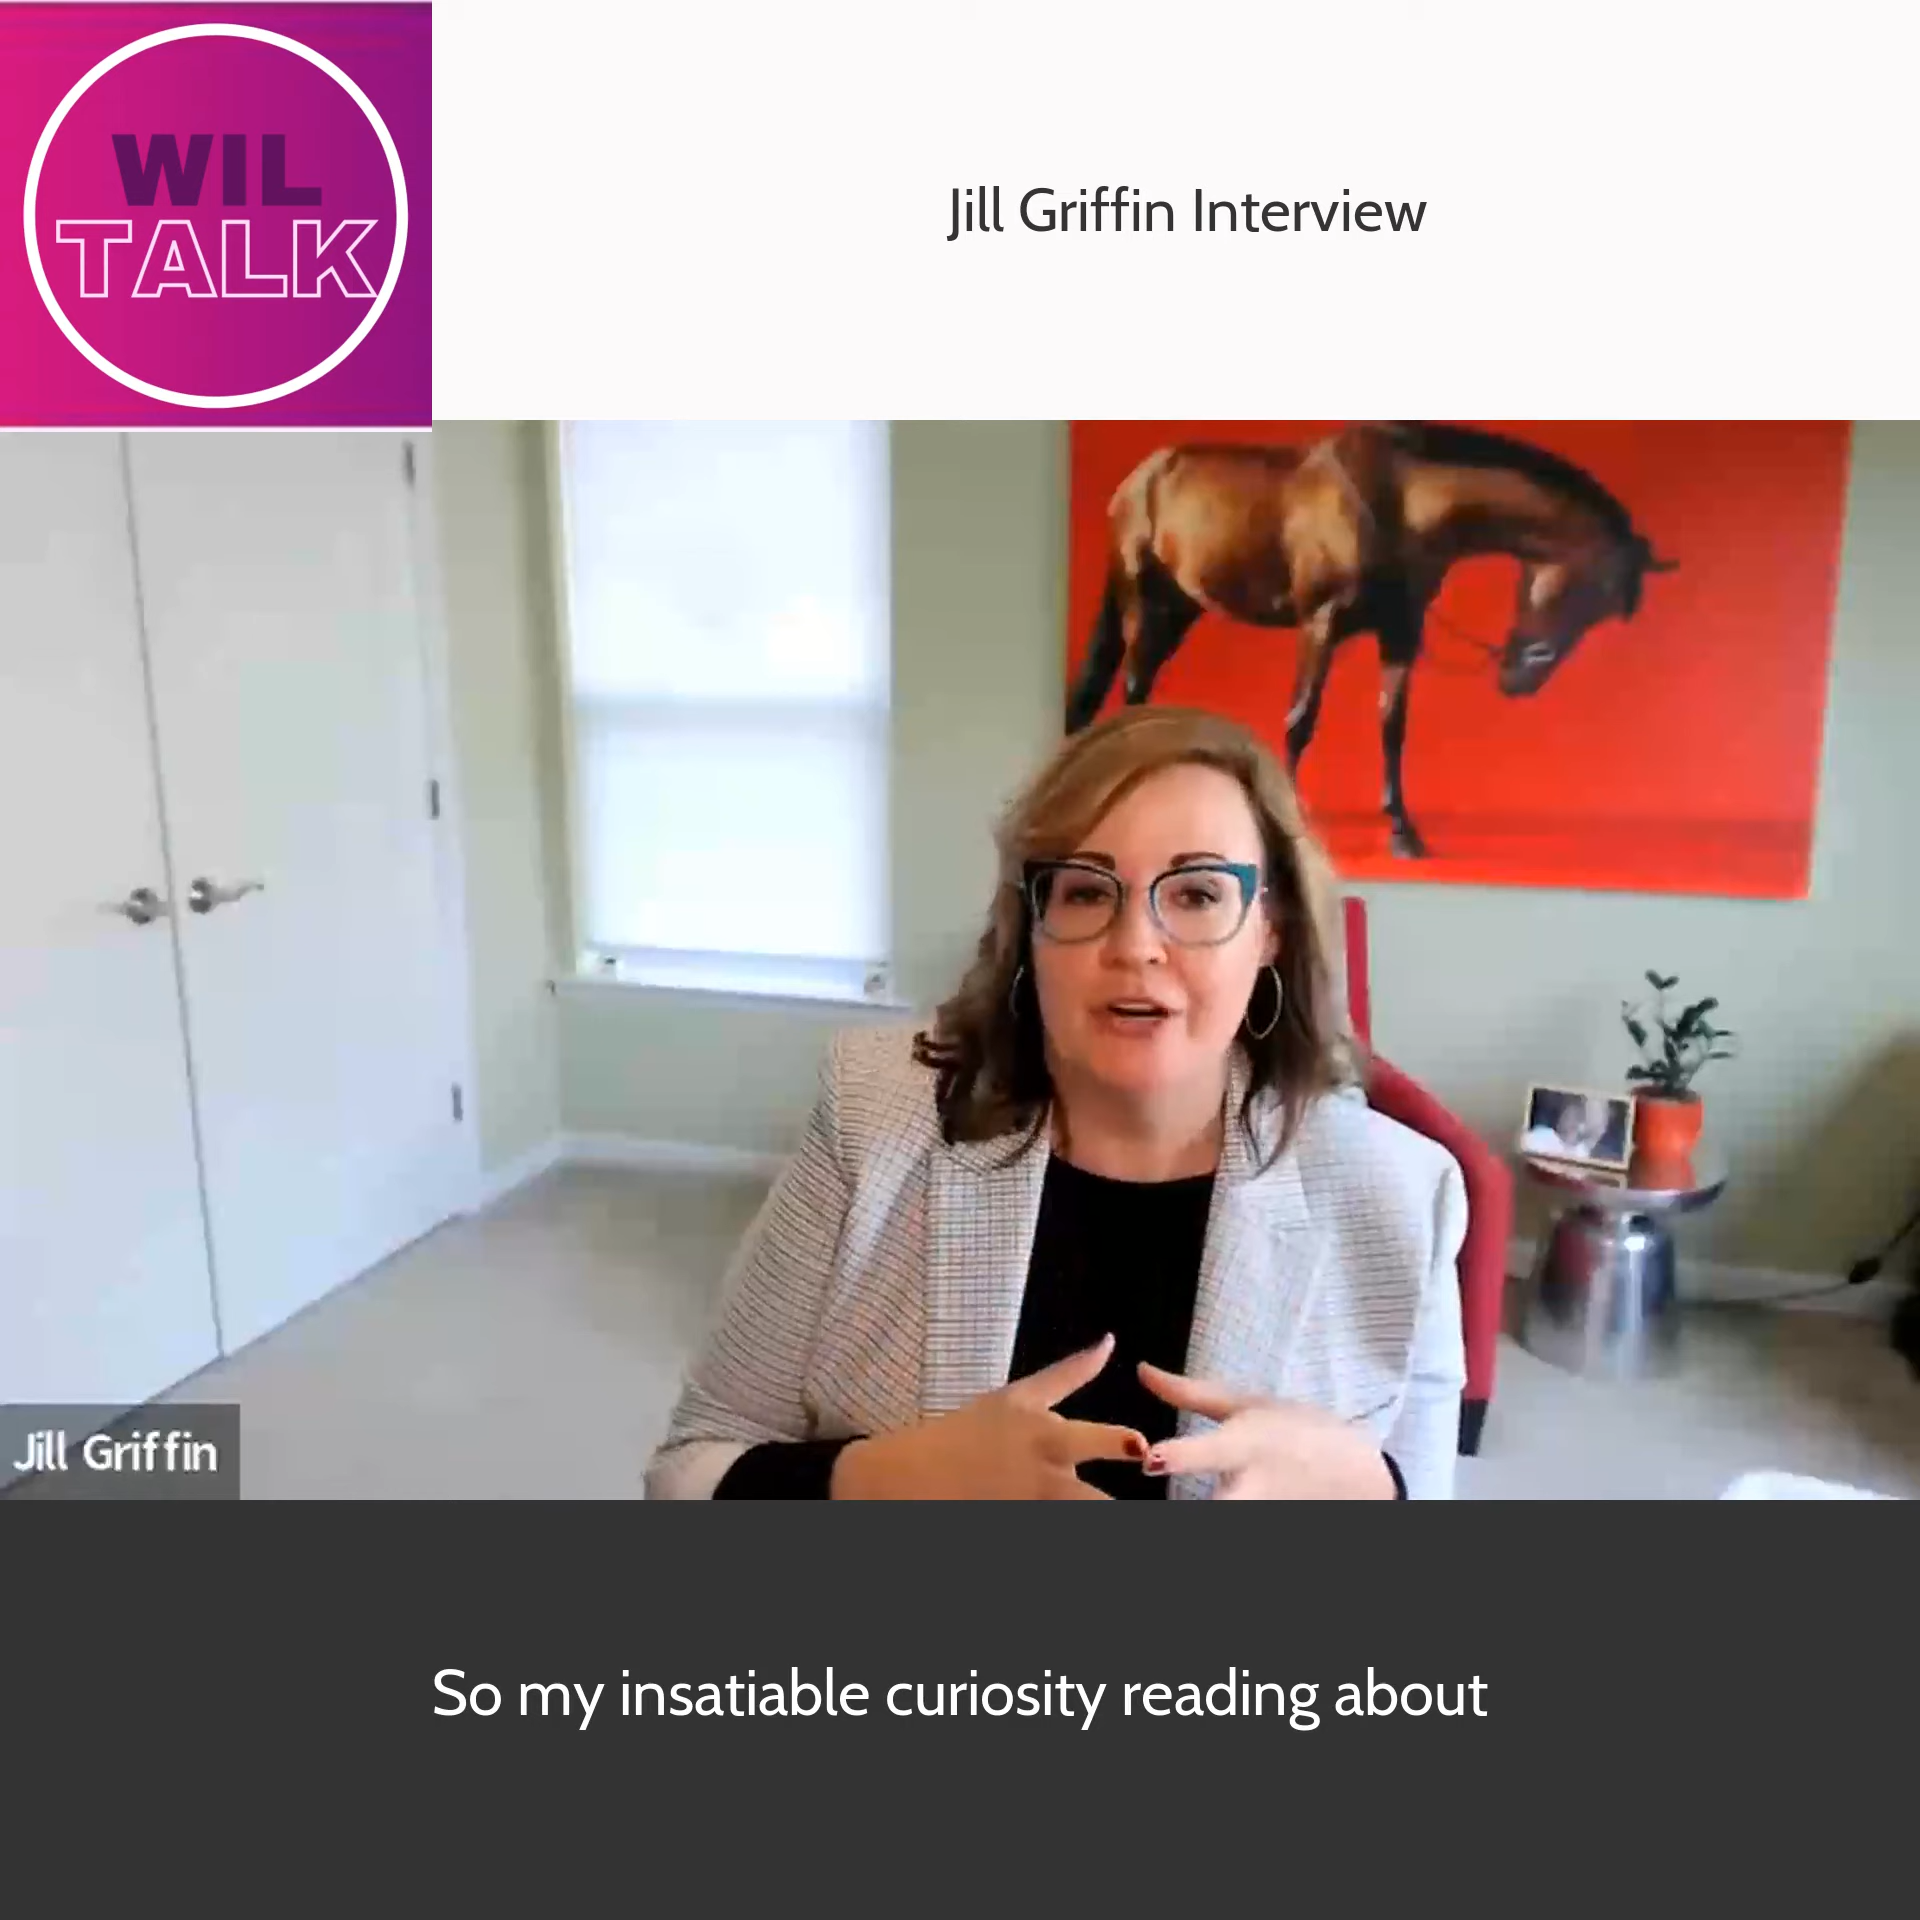 WIL
TALK
Jill Griffin Interview
Jill Griffin
So my insatiable curiosity reading about